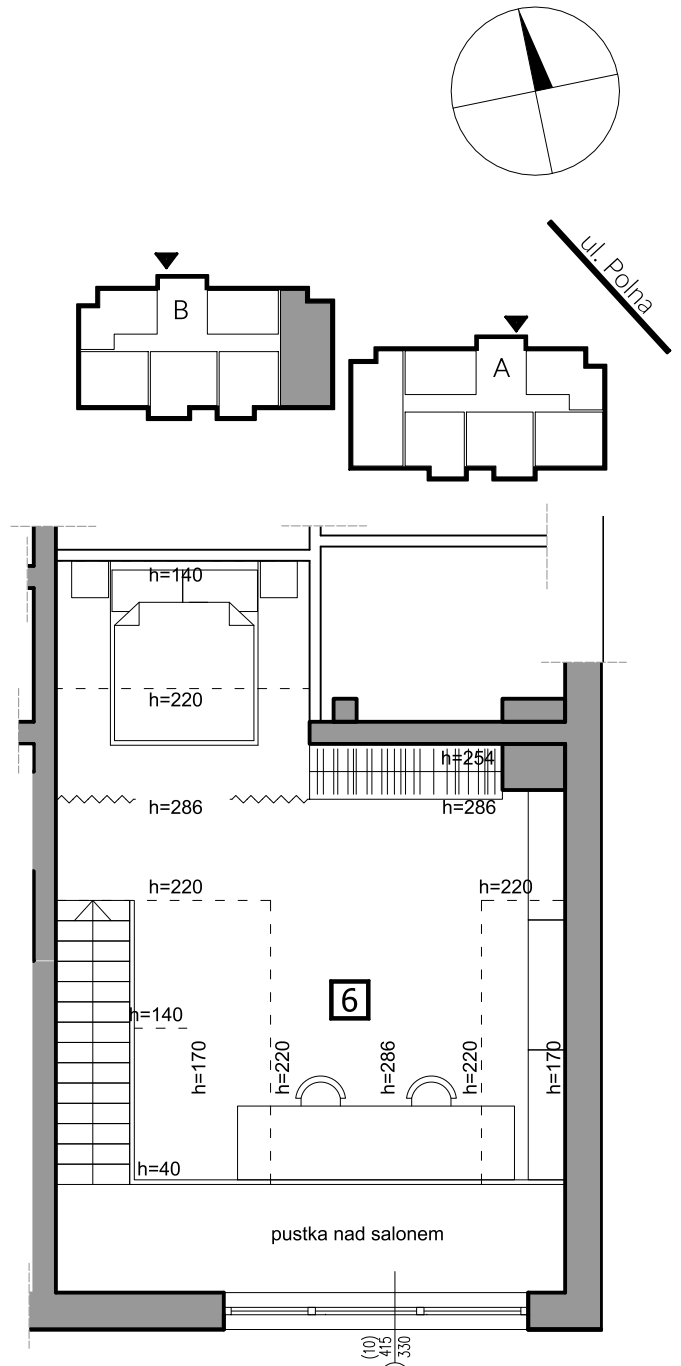 ul. Polna
B
A
h=140
h=220
h=254
h=286
h=286
h=220
h=220
6
h=140
h=170
h=220
h=286
h=220
h=170
h=40
pustka nad salonem
(10)
415
330